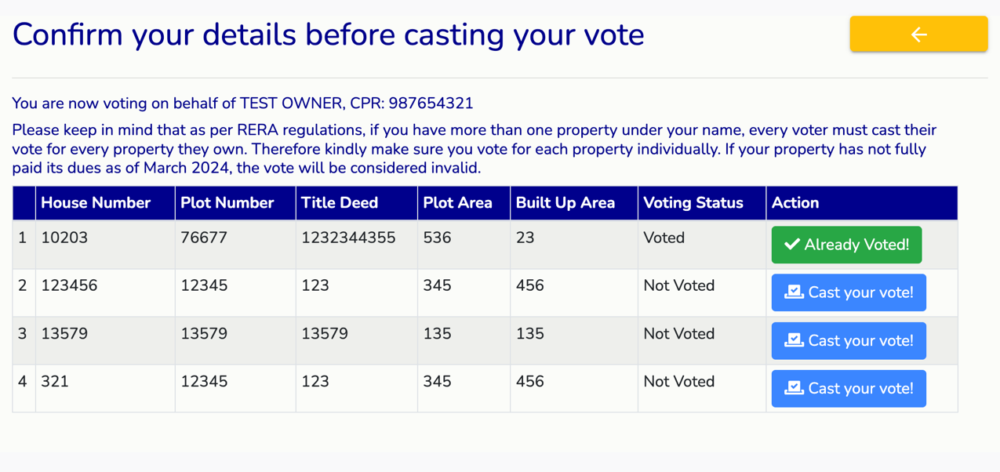 Confirm your details before casting your vote
You are now voting on behalf of TEST OWNER, CPR: 987654321
Please keep in mind that as per RERA regulations, if you have more than one property under your name, every voter must cast their
vote for every property they own. Therefore kindly make sure you vote for each property individually. If your property has not fully
paid its dues as of March 2024, the vote will be considered invalid.
House Number Plot Number Title Deed Plot Area Built Up Area Voting Status Action
1 10203 76677 1232344355 536 23 Voted Already Voted!
2 123456 12345 123 345 456 Not Voted Cast your vote!
3 13579 13579 13579 135 135 Not Voted Cast your vote!
4 321 12345 123 345 456 Not Voted Cast your vote!